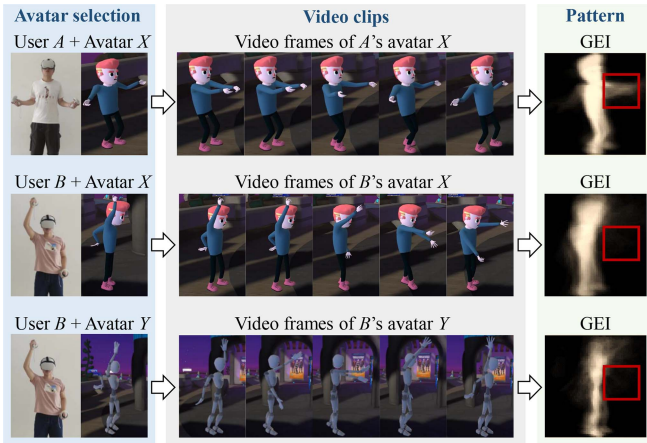 Avatar selection
Video clips
Pattern
User A + Avatar X
Video frames of A's avatar X
GEI
User B + Avatar X
Video frames of B's avatar X
GEI
User B + Avatar Y
Video frames of B's avatar Y
GEI